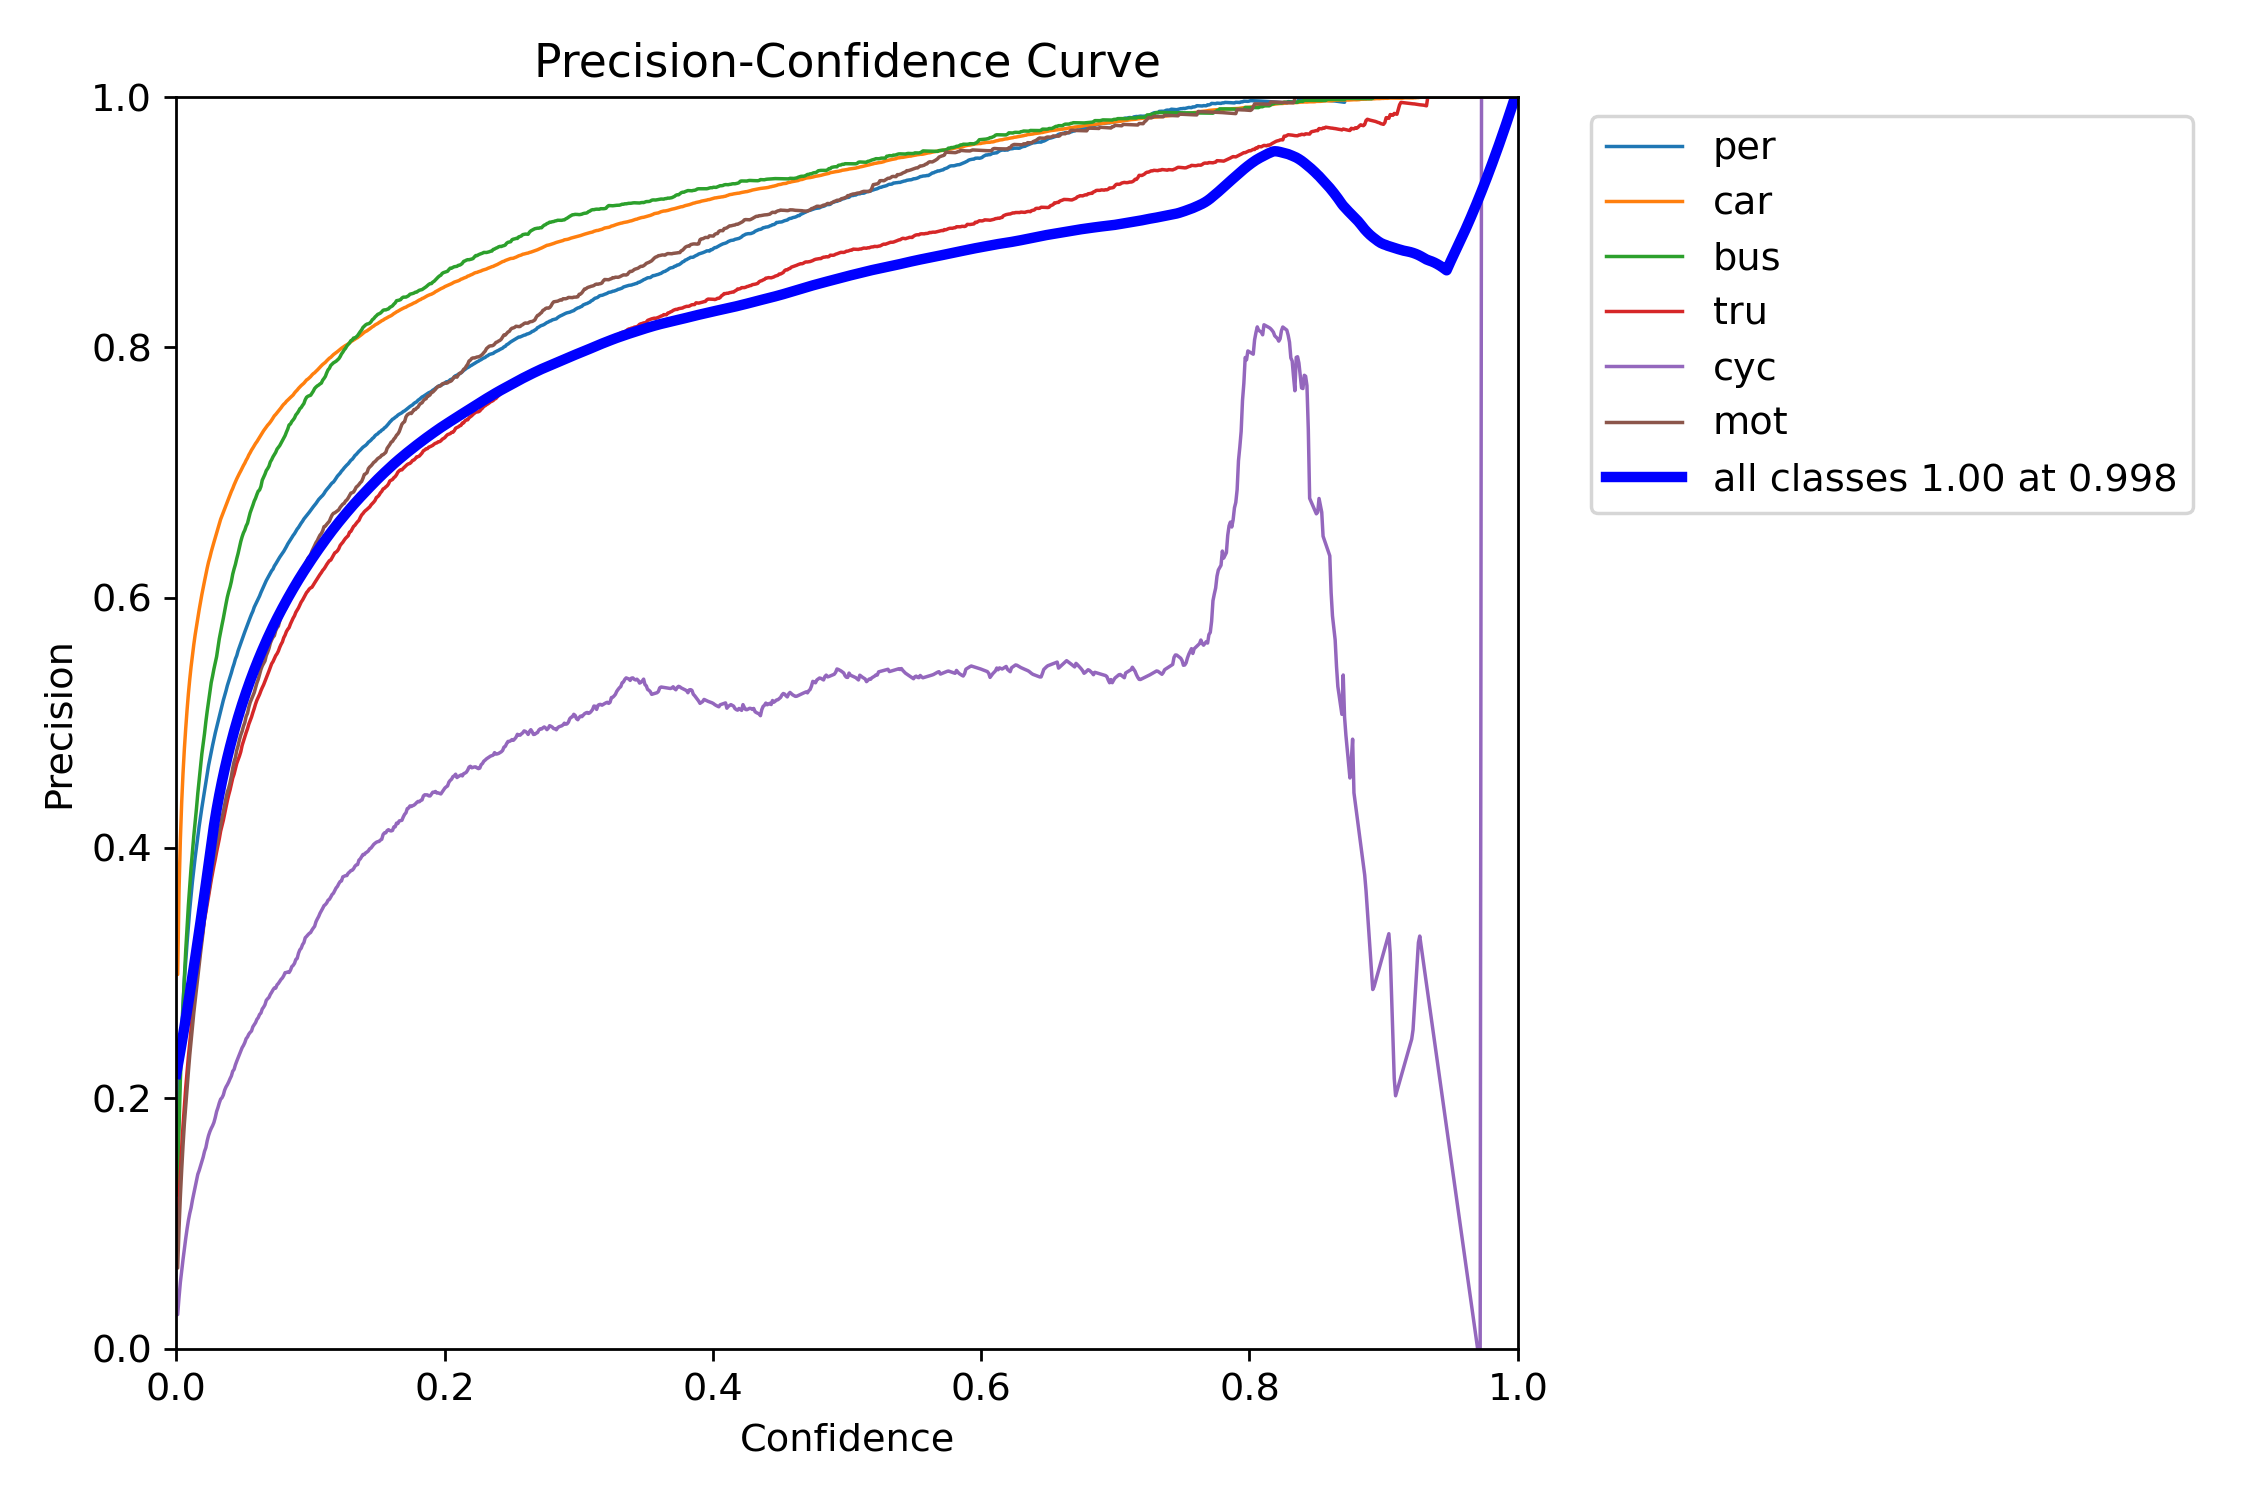 Precision-Confidence Curve
1.0
0.8
0.6
0.4
0.2
0.0
Precision
0.0 0.2 0.4 0.6 0.8 1.0
Confidence
per
car
bus
tru
cyc
mot
all classes 1.00 at 0.998